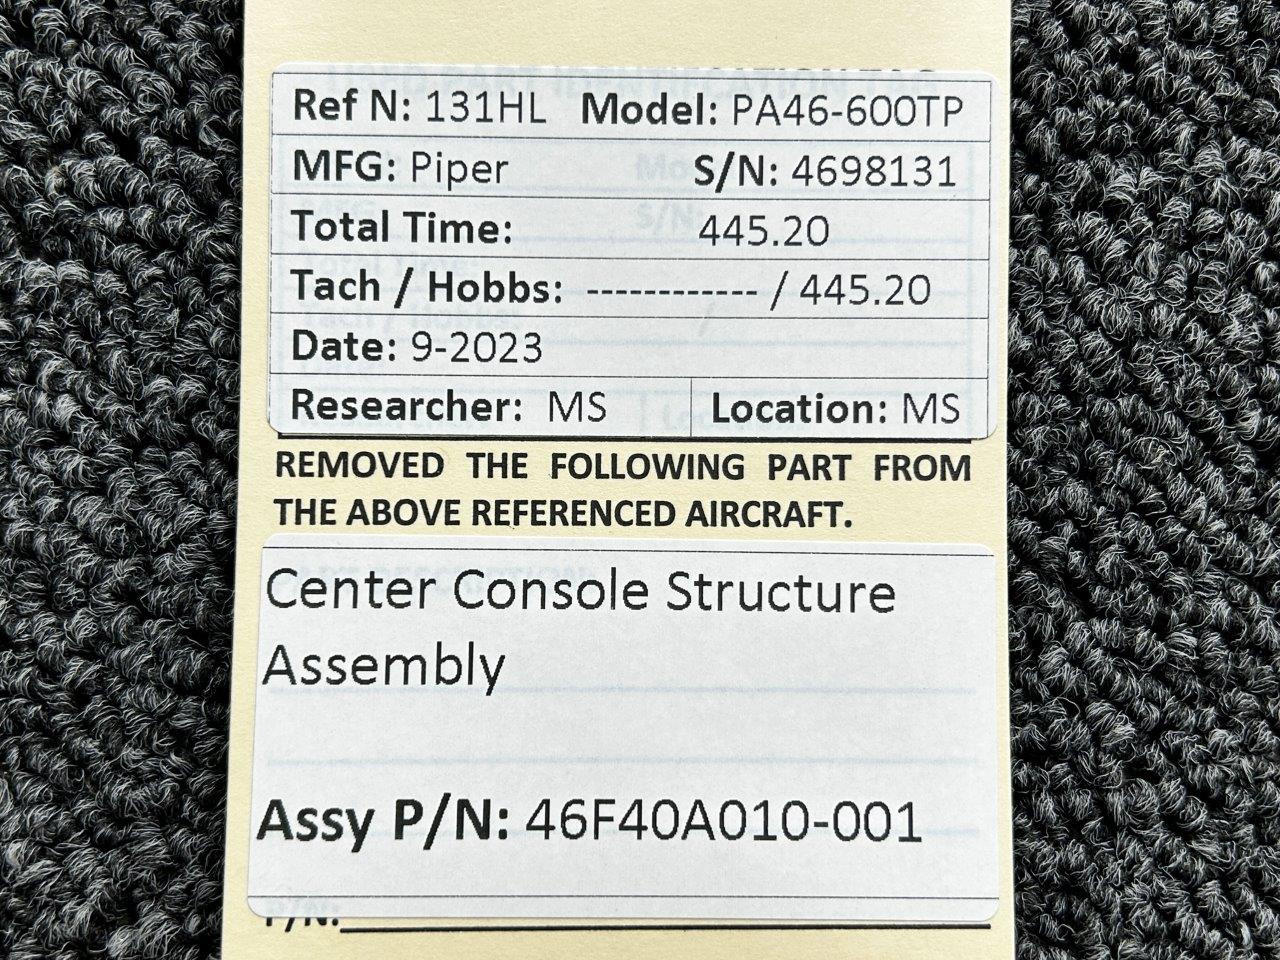 Ref N: 131HL Model: PA46-600TP
MFG: Piper S/N: 4698131
Total Time: 445.20
Tach / Hobbs: ------------ / 445.20
Date: 9-2023
Researcher: MS Location: MS
REMOVED THE FOLLOWING PART FROM
THE ABOVE REFERENCED AIRCRAFT.
Center Console Structure
Assembly
Assy P/N: 46F40A010-001
P/N: